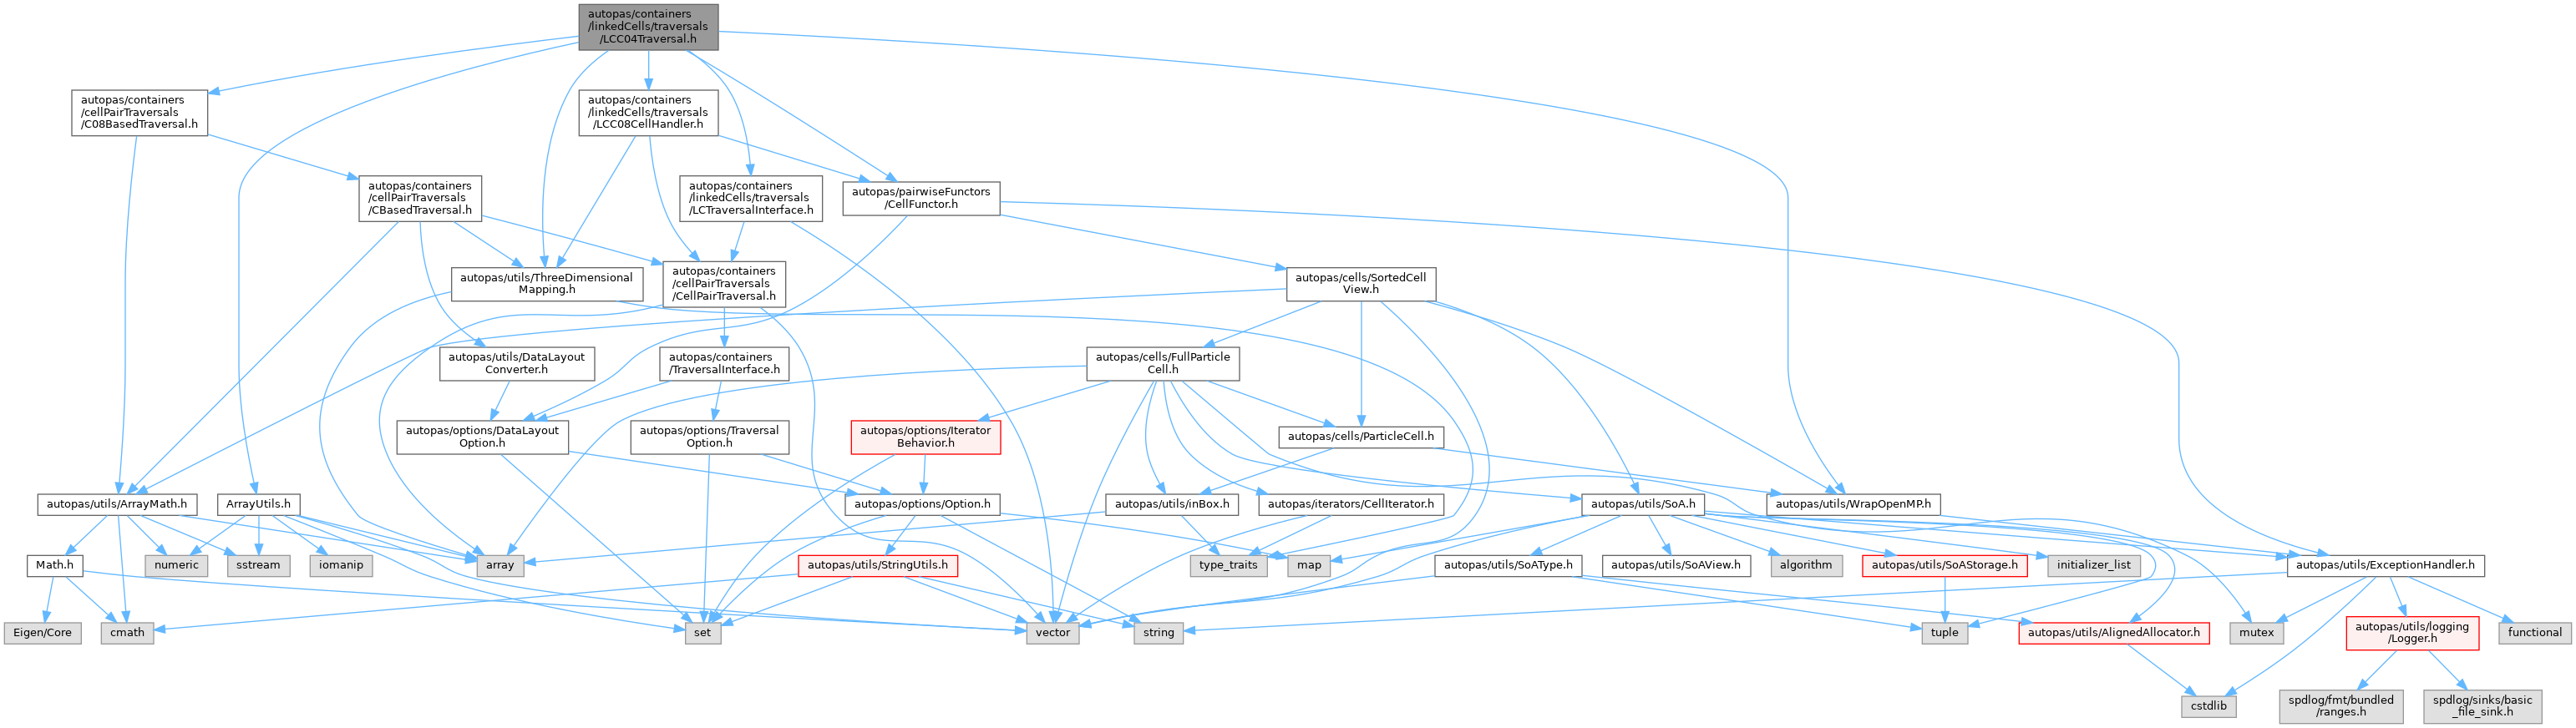 autopas/containers
/linkedCells/traversals
/LCC04Traversal.h
autopas/containers
/cellPairTraversals
/C08BasedTraversal.h
autopas/containers
/linkedCells/traversals
/LCC08CellHandler.h
autopas/containers
/cellPairTraversals
/CBasedTraversal.h
autopas/containers
/linkedCells/traversals
/LCTraversalInterface.h
autopas/pairwiseFunctors
/CellFunctor.h
autopas/utils/ThreeDimensional
Mapping.h
autopas/containers
/cellPairTraversals
/CellPairTraversal.h
autopas/cells/SortedCell
View.h
autopas/utils/DataLayout
Converter.h
autopas/containers
/TraversalInterface.h
autopas/cells/FullParticle
Cell.h
autopas/options/DataLayout
Option.h
autopas/options/Traversal
Option.h
autopas/options/Iterator
Behavior.h
autopas/cells/ParticleCell.h
autopas/utils/ArrayMath.h
ArrayUtils.h
autopas/options/Option.h
autopas/utils/inBox.h
autopas/iterators/CellIterator.h
autopas/utils/SoA.h
autopas/utils/WrapOpenMP.h
Math.h
numeric
sstream
iomanip
array
autopas/utils/StringUtils.h
type_traits
map
autopas/utils/SoAType.h
autopas/utils/SoAView.h
algorithm
autopas/utils/SoAStorage.h
initializer_list
autopas/utils/ExceptionHandler.h
Eigen/Core
cmath
set
vector
string
tuple
autopas/utils/AlignedAllocator.h
mutex
autopas/utils/logging
/Logger.h
functional
cstdlib
spdlog/fmt/bundled
/ranges.h
spdlog/sinks/basic
_file_sink.h